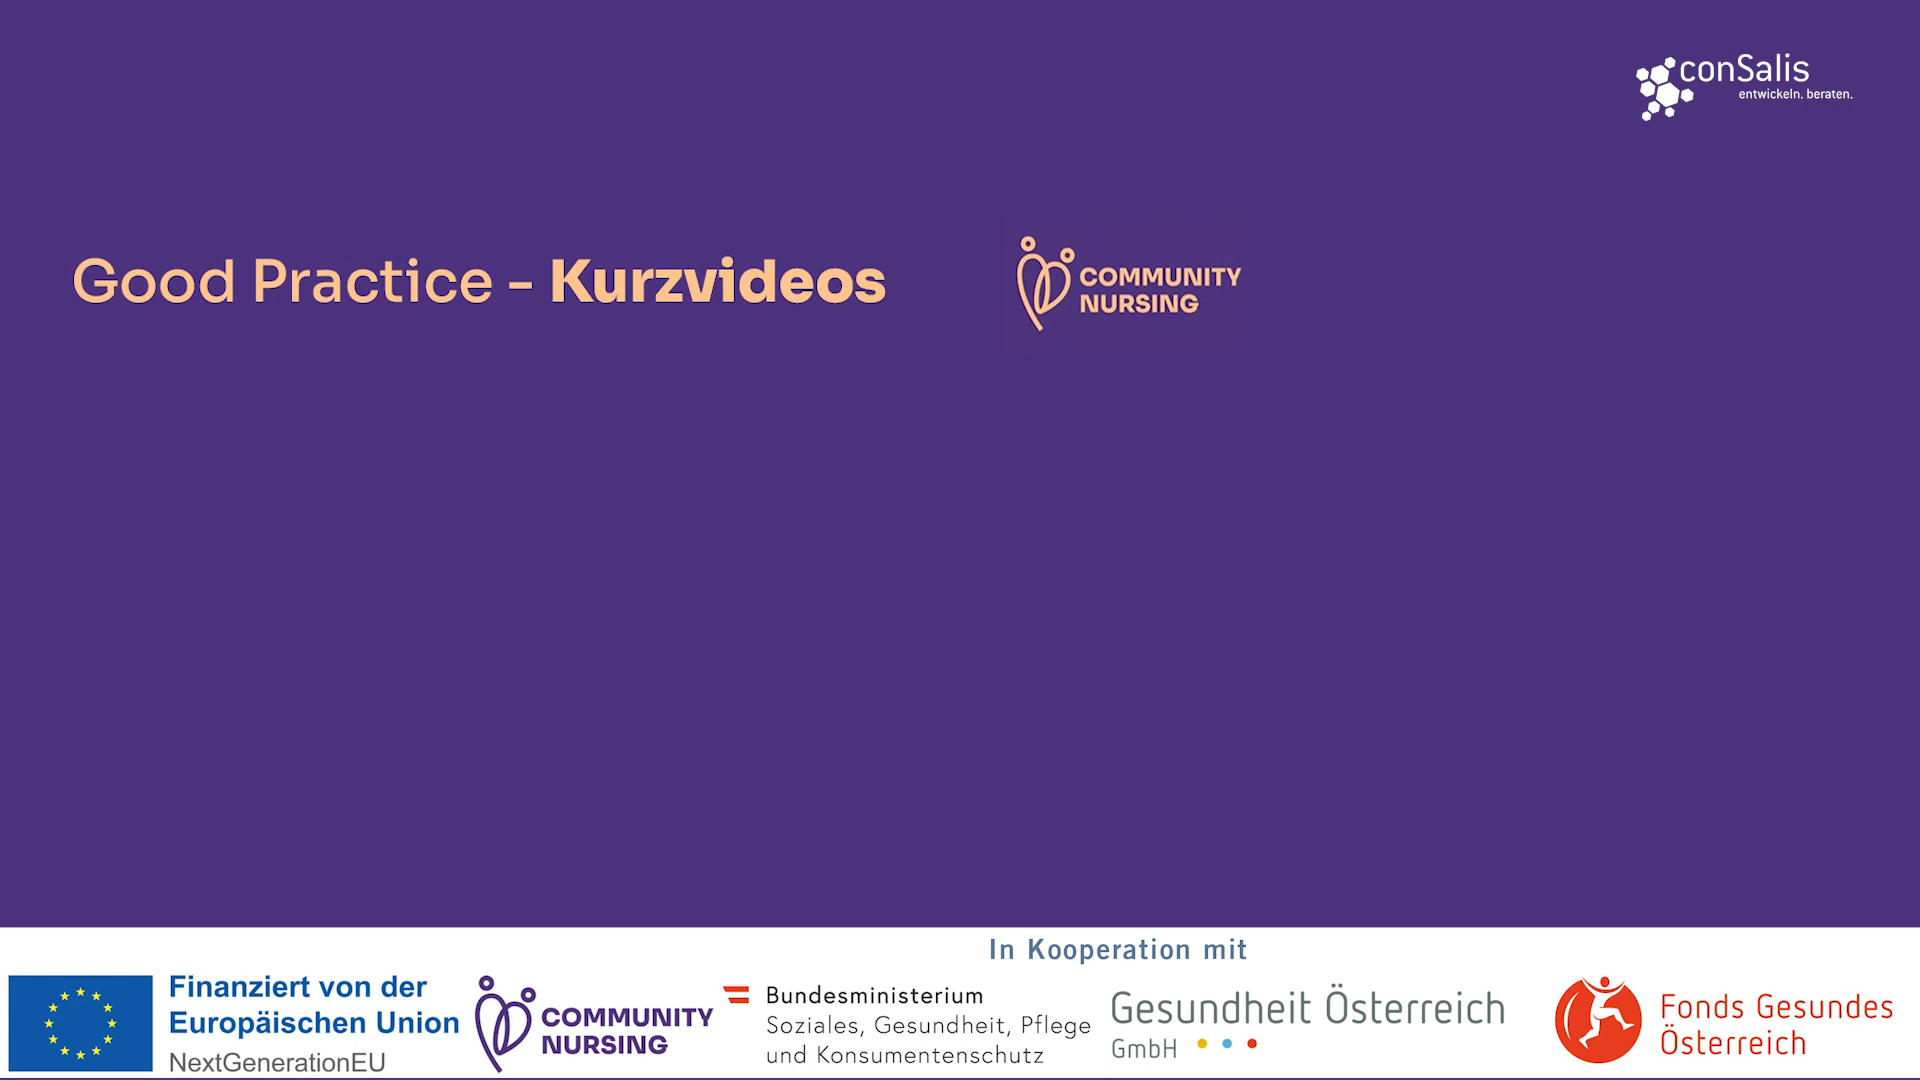 conSalis
entwickeln. beraten.
Good Practice - Kurzvideos
COMMUNITY
NURSING
In Kooperation mit
Finanziert von der
Europäischen Union
NextGenerationEU
COMMUNITY
NURSING
Bundesministerium
Soziales, Gesundheit, Pflege
und Konsumentenschutz
Gesundheit Österreich
GmbH
Fonds Gesundes
Österreich